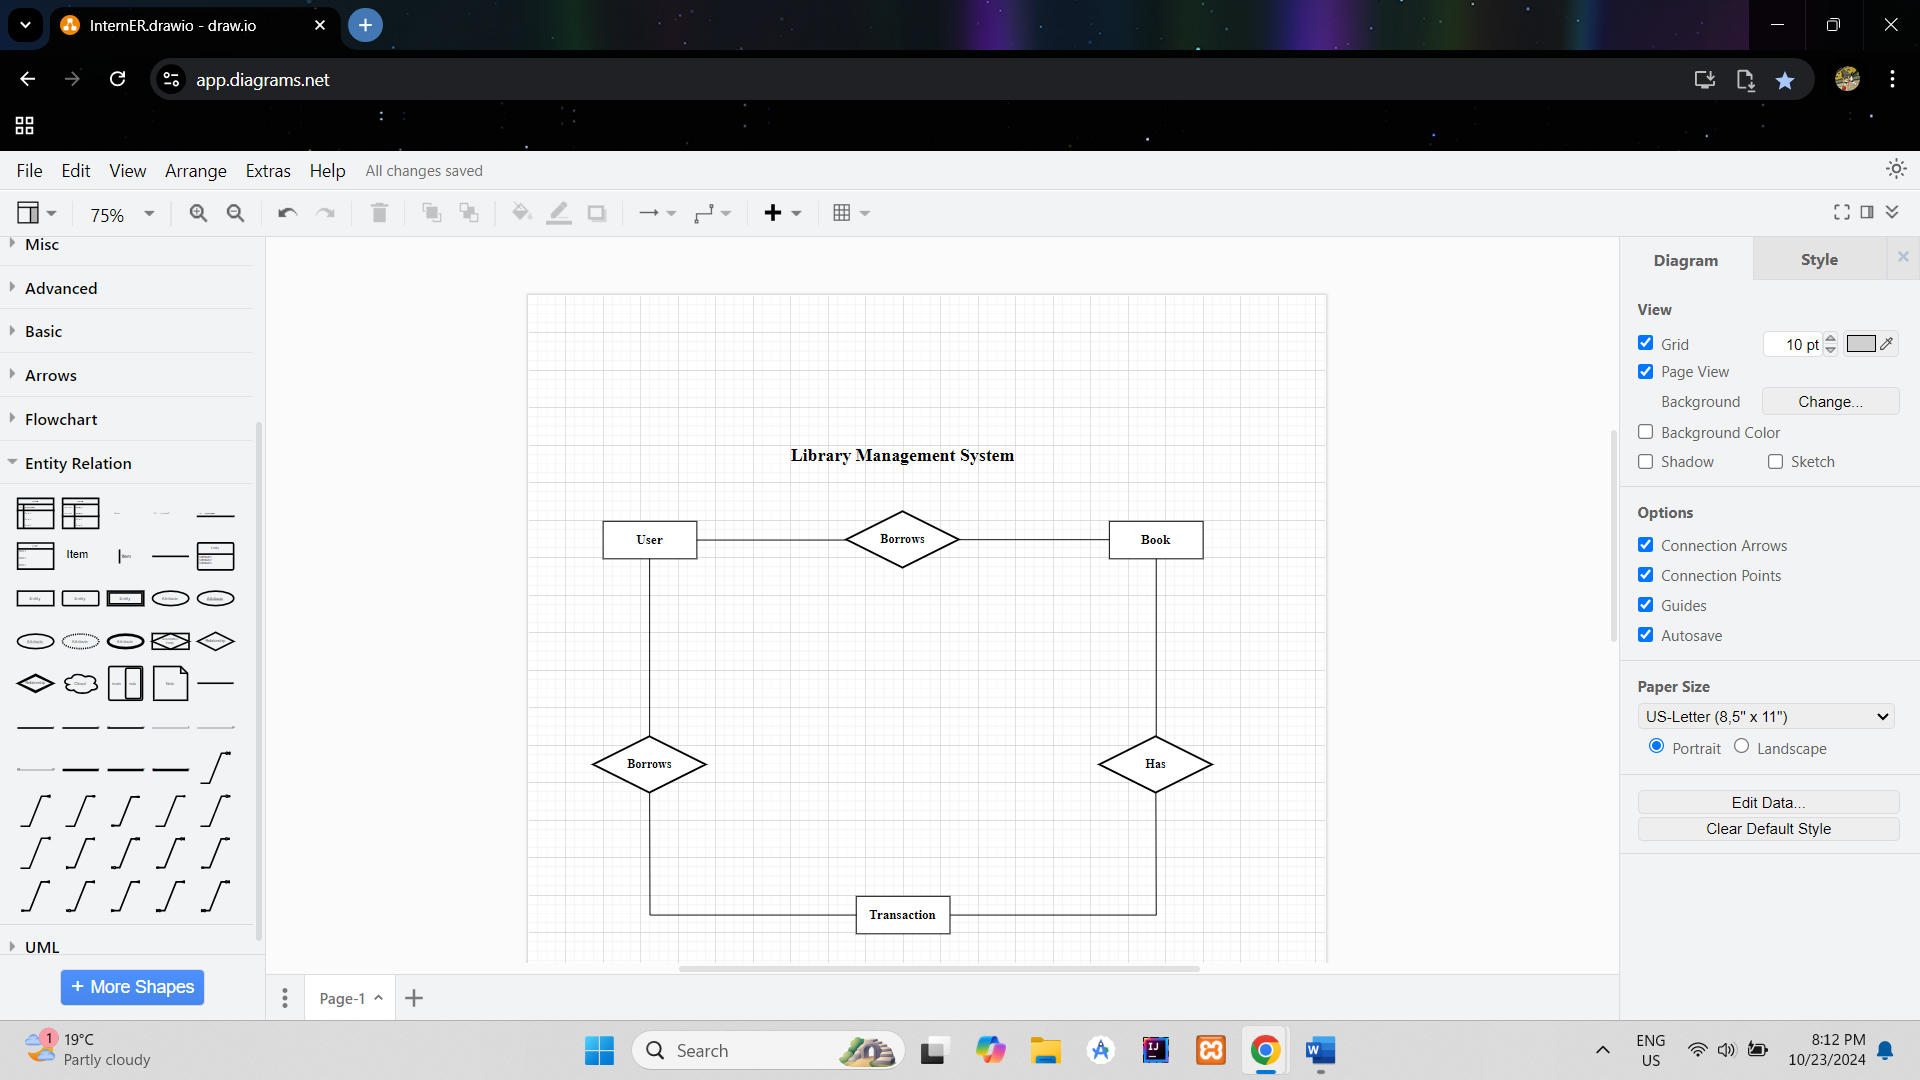 InternER.drawio - draw.io
app.diagrams.net
File Edit View Arrange Extras Help All changes saved
75%
Misc
Advanced
Basic
Arrows
Flowchart
Entity Relation
Item
UML
+ More Shapes
Library Management System
User
Borrows
Book
Borrows
Has
Transaction
Page-1
Diagram
Style
View
Grid
10 pt
Page View
Background
Change...
Background Color
Shadow
Sketch
Options
Connection Arrows
Connection Points
Guides
Autosave
Paper Size
US-Letter (8,5" x 11")
Portrait
Landscape
Edit Data...
Clear Default Style
1
19°C
Partly cloudy
Search
ENG
US
8:12 PM
10/23/2024